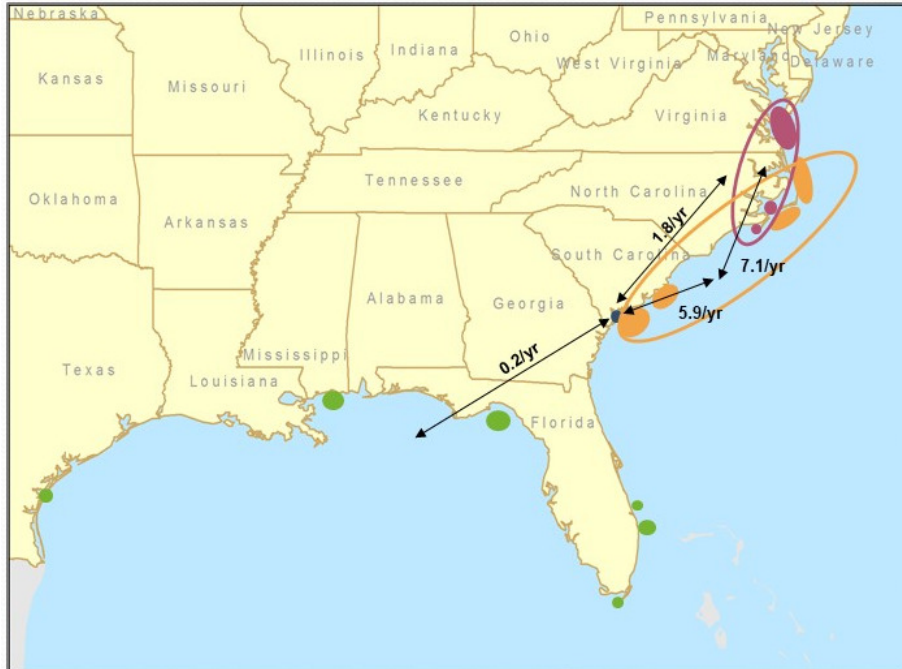 Nebraska
Pennsylvania
New Jersey
Ohio
Illinois
Indiana
Maryland
Delaware
West Virginia
Kansas
Missouri
Kentucky
Virginia
Tennessee
North Carolina
Oklahoma
Arkansas
1.8/yr
South Carolina
7.1/yr
Alabama
Georgia
5.9/yr
Mississippi
0.2/yr
Texas
Louisiana
Florida